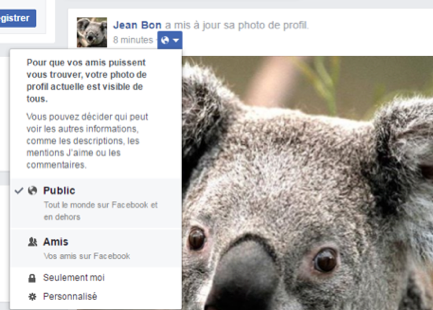 egistrer
Jean Bon a mis à jour sa photo de profil.
8 minutes
Pour que vos amis puissent
vous trouver, votre photo de
profil actuelle est visible de
tous.
Vous pouvez décider qui peut
voir les autres informations,
comme les descriptions, les
mentions J'aime ou les
commentaires.
Public
Tout le monde sur Facebook et
en dehors
Amis
Vos amis sur Facebook
Seulement moi
Personnalisé